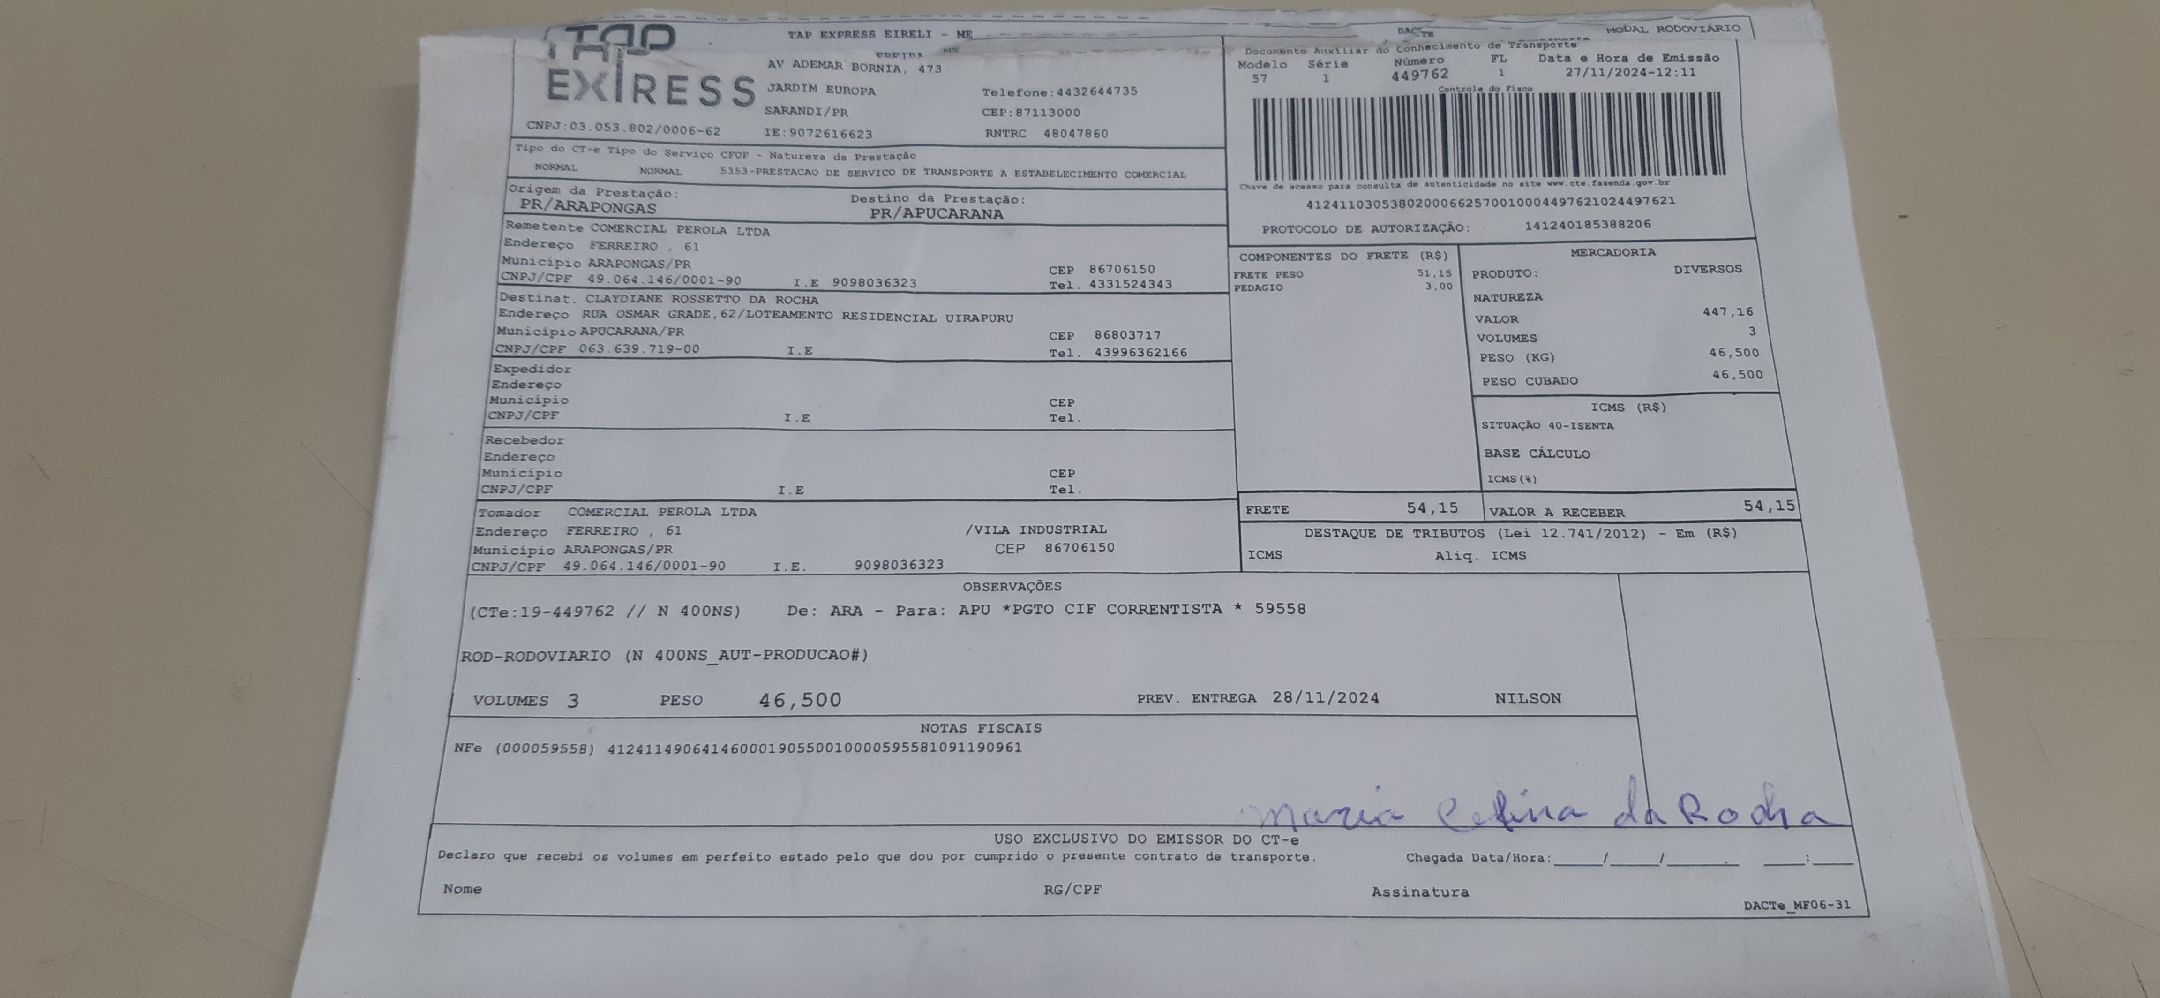 TAP EXPRESS
TAP EXPRESS EIRELI - ME
AV ADEMAR BORNIA, 473
JARDIM EUROPA Telefone:4432644735
SARANDI/PR CEP:87113000
CNPJ:03.053.802/0006-62 IE:9072616623 RNTRC 48047860
DACTE MODAL RODOVIÁRIO
Documento Auxiliar do Conhecimento de Transporte
Modelo Série Número FL Data e Hora de Emissão
57 1 449762 1 27/11/2024-12:11
Controle do Fisco
Chave de acesso para consulta de autenticidade no site www.cte.fazenda.gov.br
41241103053802000662570010004497621024497621
PROTOCOLO DE AUTORIZAÇÃO: 141240185388206
Tipo do CT-e Tipo do Serviço CFOP - Natureza da Prestação
NORMAL NORMAL 5353-PRESTACAO DE SERVICO DE TRANSPORTE A ESTABELECIMENTO COMERCIAL
Origem da Prestação: Destino da Prestação:
PR/ARAPONGAS PR/APUCARANA
Remetente COMERCIAL PEROLA LTDA
Endereço FERREIRO , 61
Município ARAPONGAS/PR CEP 86706150
CNPJ/CPF 49.064.146/0001-90 I.E 9098036323 Tel. 4331524343
Destinat. CLAYDIANE ROSSETTO DA ROCHA
Endereço RUA OSMAR GRADE,62/LOTEAMENTO RESIDENCIAL UIRAPURU
Município APUCARANA/PR CEP 86803717
CNPJ/CPF 063.639.719-00 I.E Tel. 43996362166
Expedidor
Endereço
Município CEP
CNPJ/CPF I.E Tel.
Recebedor
Endereço
Município CEP
CNPJ/CPF I.E Tel.
Tomador COMERCIAL PEROLA LTDA
Endereço FERREIRO , 61 /VILA INDUSTRIAL
Município ARAPONGAS/PR CEP 86706150
CNPJ/CPF 49.064.146/0001-90 I.E. 9098036323
COMPONENTES DO FRETE (R$)
FRETE PESO 51,15
PEDAGIO 3,00
MERCADORIA
PRODUTO: DIVERSOS
NATUREZA
VALOR 447,16
VOLUMES 3
PESO (KG) 46,500
PESO CUBADO 46,500
ICMS (R$)
SITUAÇÃO 40-ISENTA
BASE CÁLCULO
ICMS(%)
FRETE 54,15 VALOR A RECEBER 54,15
DESTAQUE DE TRIBUTOS (Lei 12.741/2012) - Em (R$)
ICMS Aliq. ICMS
OBSERVAÇÕES
(CTe:19-449762 // N 400NS) De: ARA - Para: APU *PGTO CIF CORRENTISTA * 59558
ROD-RODOVIARIO (N 400NS_AUT-PRODUCAO#)
VOLUMES 3 PESO 46,500 PREV. ENTREGA 28/11/2024 NILSON
NOTAS FISCAIS
NFe (000059558) 41241149064146000190550010000595581091190961
Maria Celina da Rocha
USO EXCLUSIVO DO EMISSOR DO CT-e
Declaro que recebi os volumes em perfeito estado pelo que dou por cumprido o presente contrato de transporte. Chegada Data/Hora:____/____/______ ____:____
Nome RG/CPF Assinatura
DACTe_MF06-31